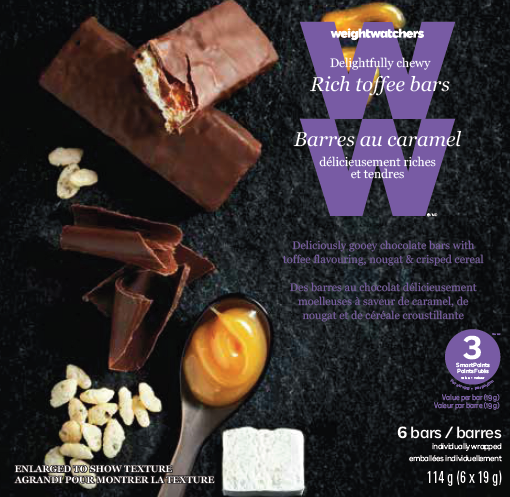 weightwatchers
Delightfully chewy
Rich toffee bars
Barres au caramel
délicieusement riches
et tendres
Deliciously gooey chocolate bars with
toffee flavouring, nougat & crisped cereal
Des barres au chocolat délicieusement
moelleuses à saveur de caramel, de
nougat et de céréale croustillante
3
SmartPoints
PointsFutés
Value per bar (19 g)
Valeur par barre (19 g)
6 bars / barres
individually wrapped
emballées individuellement
114 g (6 x 19 g)
ENLARGED TO SHOW TEXTURE
AGRANDI POUR MONTRER LA TEXTURE